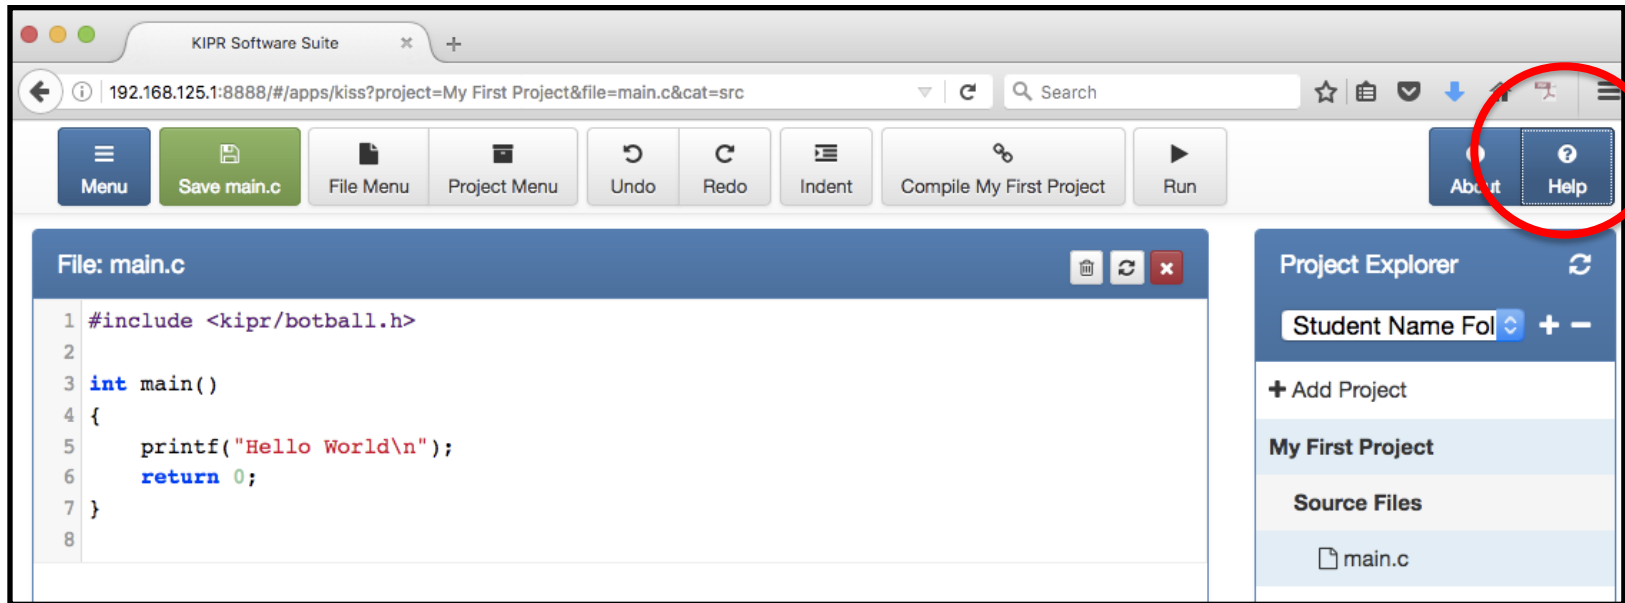 KIPR Software Suite
192.168.125.1:8888/#/apps/kiss?project=My First Project&file=main.c&cat=src
Search
Menu
Save main.c
File Menu
Project Menu
Undo
Redo
Indent
Compile My First Project
Run
About
Help
File: main.c
1 #include <kipr/botball.h>
2
3 int main()
4 {
5 printf("Hello World\n");
6 return 0;
7 }
8
Project Explorer
Student Name Fol
Add Project
My First Project
Source Files
main.c